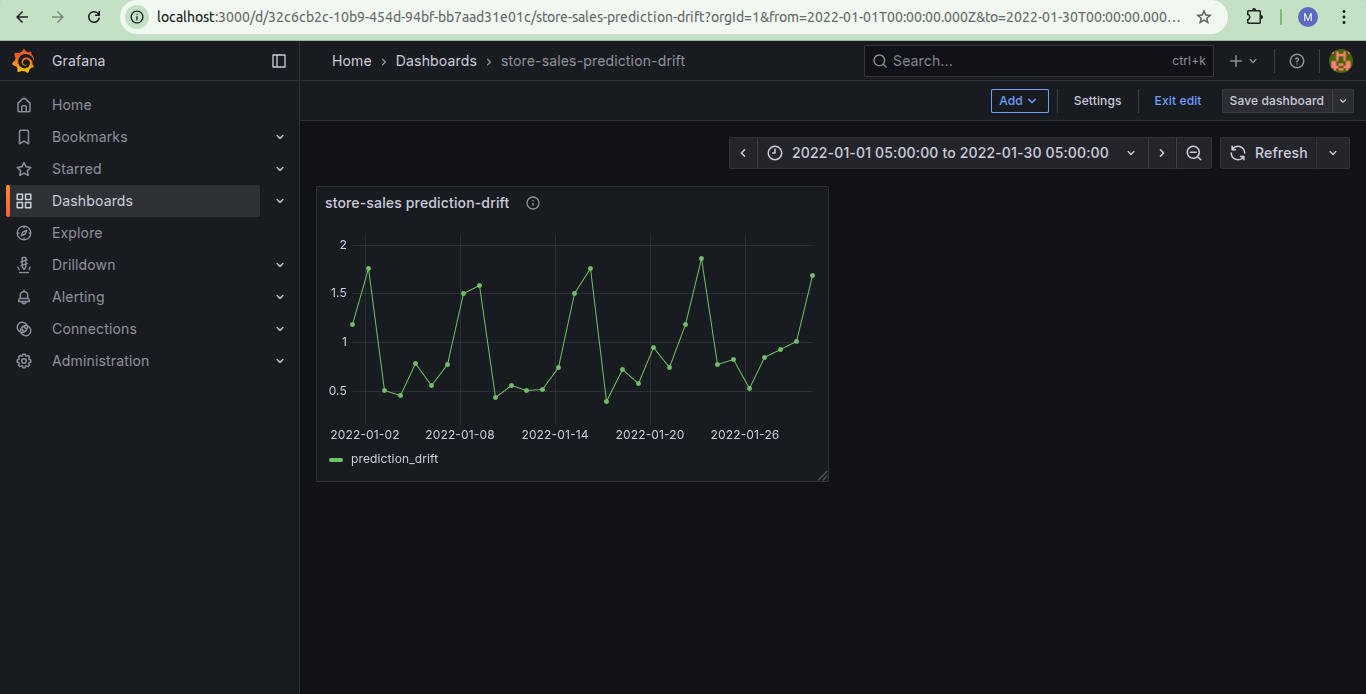 localhost:3000/d/32c6cb2c-10b9-454d-94bf-bb7aad31e01c/store-sales-prediction-drift?orgId=1&from=2022-01-01T00:00:00.000Z&to=2022-01-30T00:00:00.000...
M
Grafana
Home › Dashboards › store-sales-prediction-drift
Search... ctrl+k
Add
Settings
Exit edit
Save dashboard
Home
Bookmarks
Starred
Dashboards
Explore
Drilldown
Alerting
Connections
Administration
2022-01-01 05:00:00 to 2022-01-30 05:00:00
Refresh
store-sales prediction-drift
2
1.5
1
0.5
2022-01-02 2022-01-08 2022-01-14 2022-01-20 2022-01-26
prediction_drift